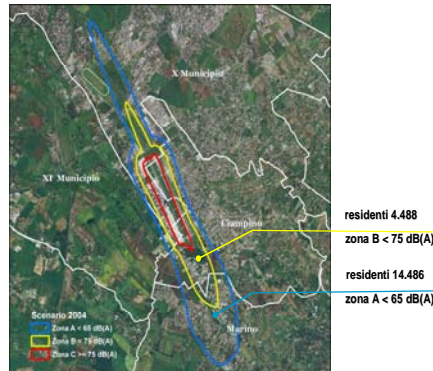 X Municipio
XI Municipio
Ciampino
residenti 4.488
zona B < 75 dB(A)
residenti 14.486
zona A < 65 dB(A)
Marino
Scenario 2004
Zona A < 65 dB(A)
Zona B < 75 dB(A)
Zona C >= 75 dB(A)